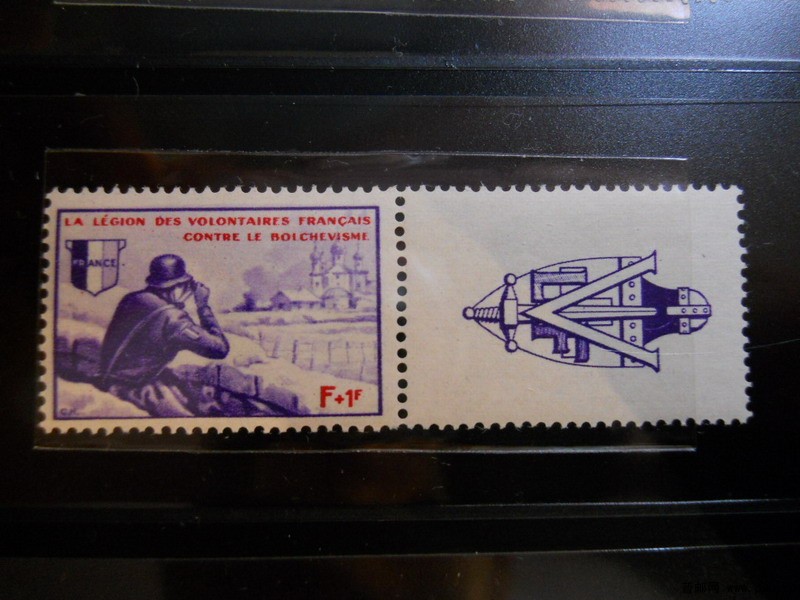 LA LÉGION DES VOLONTAIRES FRANÇAIS
CONTRE LE BOLCHEVISME
FRANCE
F+1F